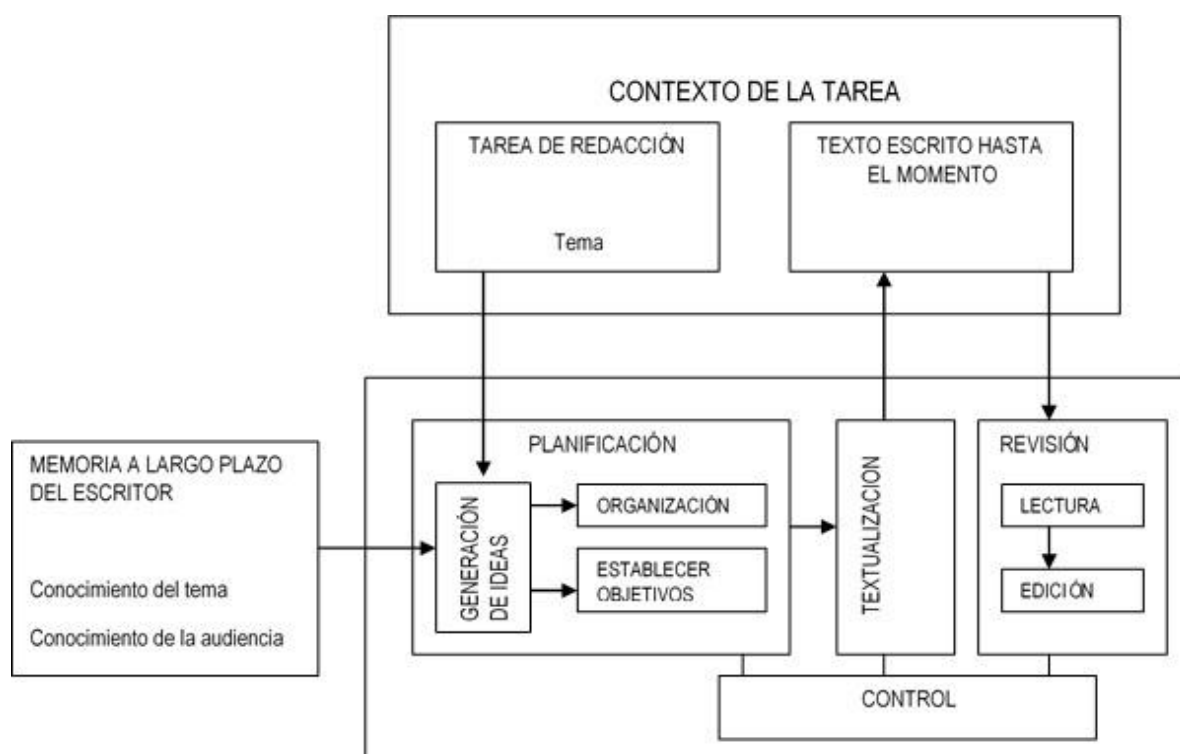 CONTEXTO DE LA TAREA
TAREA DE REDACCIÓN
Tema
TEXTO ESCRITO HASTA
EL MOMENTO
MEMORIA A LARGO PLAZO
DEL ESCRITOR
Conocimiento del tema
Conocimiento de la audiencia
PLANIFICACIÓN
GENERACIÓN
DE IDEAS
ORGANIZACIÓN
ESTABLECER
OBJETIVOS
TEXTUALIZACION
REVISIÓN
LECTURA
EDICIÓN
CONTROL